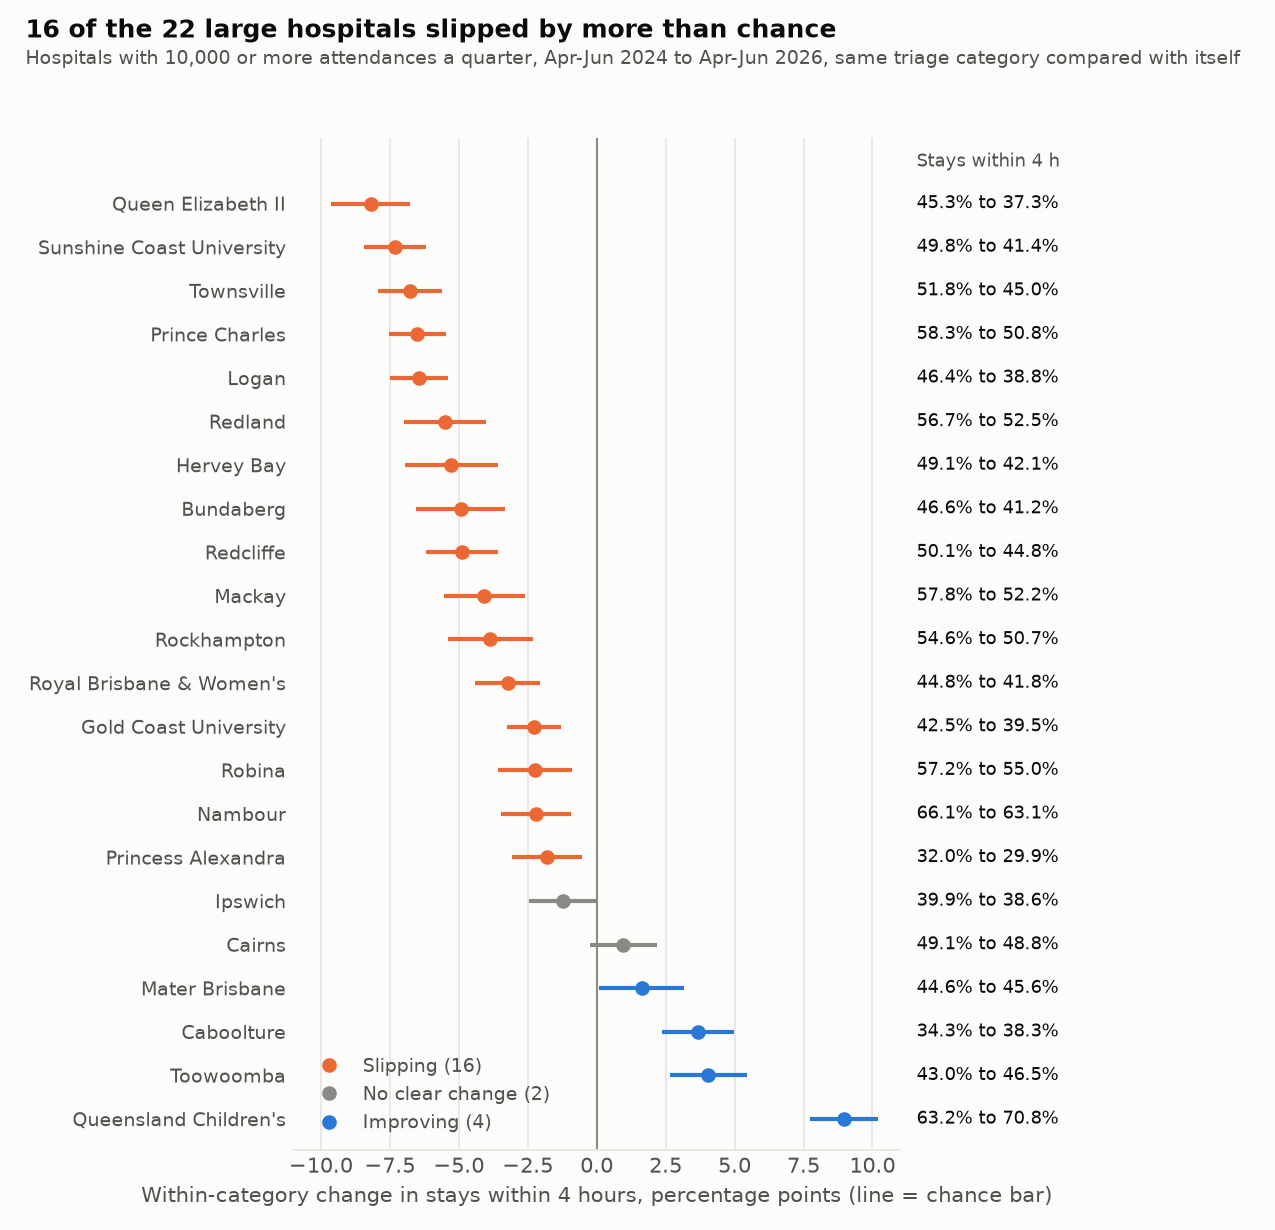 16 of the 22 large hospitals slipped by more than chance
Hospitals with 10,000 or more attendances a quarter, Apr-Jun 2024 to Apr-Jun 2026, same triage category compared with itself
Stays within 4 h
Queen Elizabeth II 45.3% to 37.3%
Sunshine Coast University 49.8% to 41.4%
Townsville 51.8% to 45.0%
Prince Charles 58.3% to 50.8%
Logan 46.4% to 38.8%
Redland 56.7% to 52.5%
Hervey Bay 49.1% to 42.1%
Bundaberg 46.6% to 41.2%
Redcliffe 50.1% to 44.8%
Mackay 57.8% to 52.2%
Rockhampton 54.6% to 50.7%
Royal Brisbane & Women's 44.8% to 41.8%
Gold Coast University 42.5% to 39.5%
Robina 57.2% to 55.0%
Nambour 66.1% to 63.1%
Princess Alexandra 32.0% to 29.9%
Ipswich 39.9% to 38.6%
Cairns 49.1% to 48.8%
Mater Brisbane 44.6% to 45.6%
Caboolture 34.3% to 38.3%
Toowoomba 43.0% to 46.5%
Queensland Children's 63.2% to 70.8%
Slipping (16)
No clear change (2)
Improving (4)
−10.0 −7.5 −5.0 −2.5 0.0 2.5 5.0 7.5 10.0
Within-category change in stays within 4 hours, percentage points (line = chance bar)